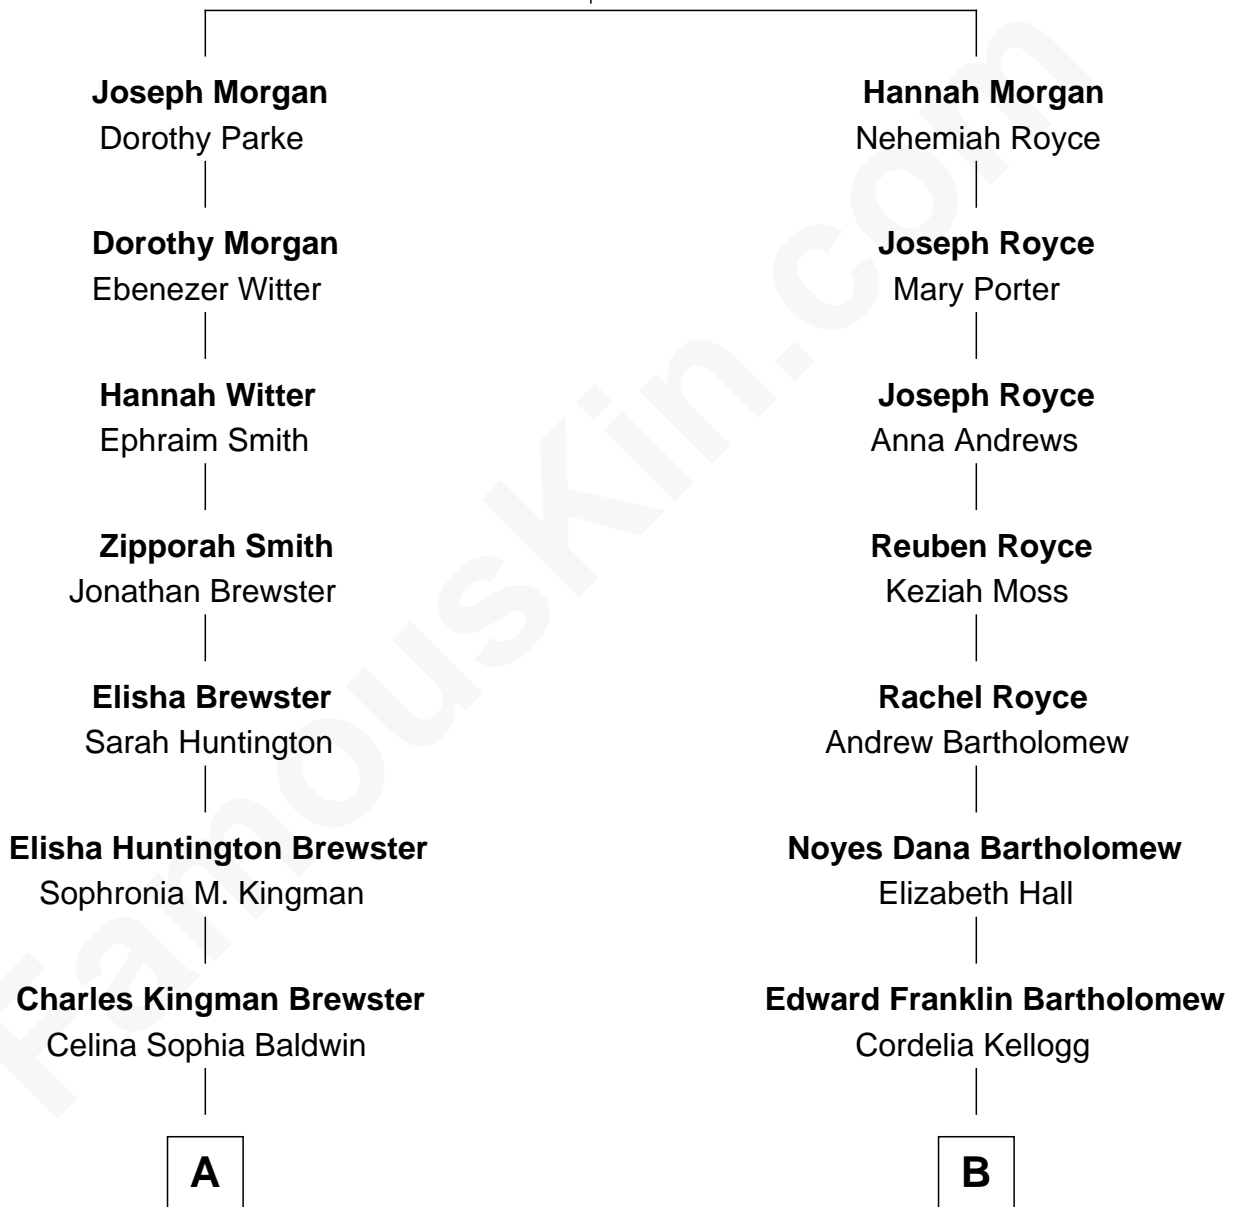 Joseph Morgan
Dorothy Parke
Hannah Morgan
Nehemiah Royce
Dorothy Morgan
Ebenezer Witter
Joseph Royce
Mary Porter
Hannah Witter
Ephraim Smith
Joseph Royce
Anna Andrews
Zipporah Smith
Jonathan Brewster
Reuben Royce
Keziah Moss
Elisha Brewster
Sarah Huntington
Rachel Royce
Andrew Bartholomew
Elisha Huntington Brewster
Sophronia M. Kingman
Noyes Dana Bartholomew
Elizabeth Hall
Charles Kingman Brewster
Celina Sophia Baldwin
Edward Franklin Bartholomew
Cordelia Kellogg
A
B
FamousKin.com